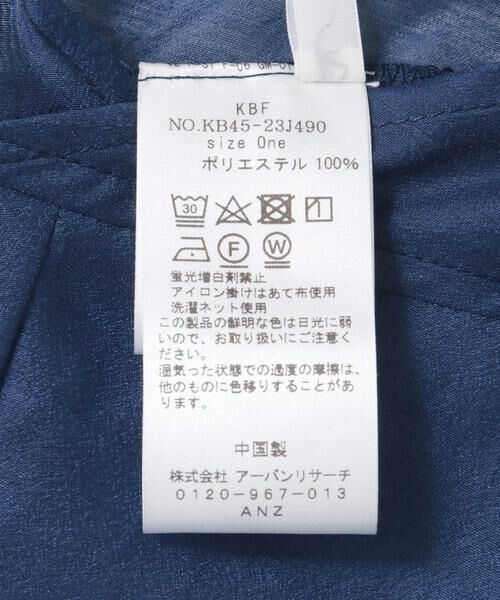 KBF
NO.KB45-23J490
size One
ポリエステル 100%
30
F W
蛍光増白剤禁止
アイロン掛けはあて布使用
洗濯ネット使用
この製品の鮮明な色は日光に弱
いので、お取り扱いにご注意く
ださい。
湿気った状態での過度の摩擦は、
他のものに色移りすることがあ
ります。
中国製
株式会社 アーバンリサーチ
0120-967-013
ANZ